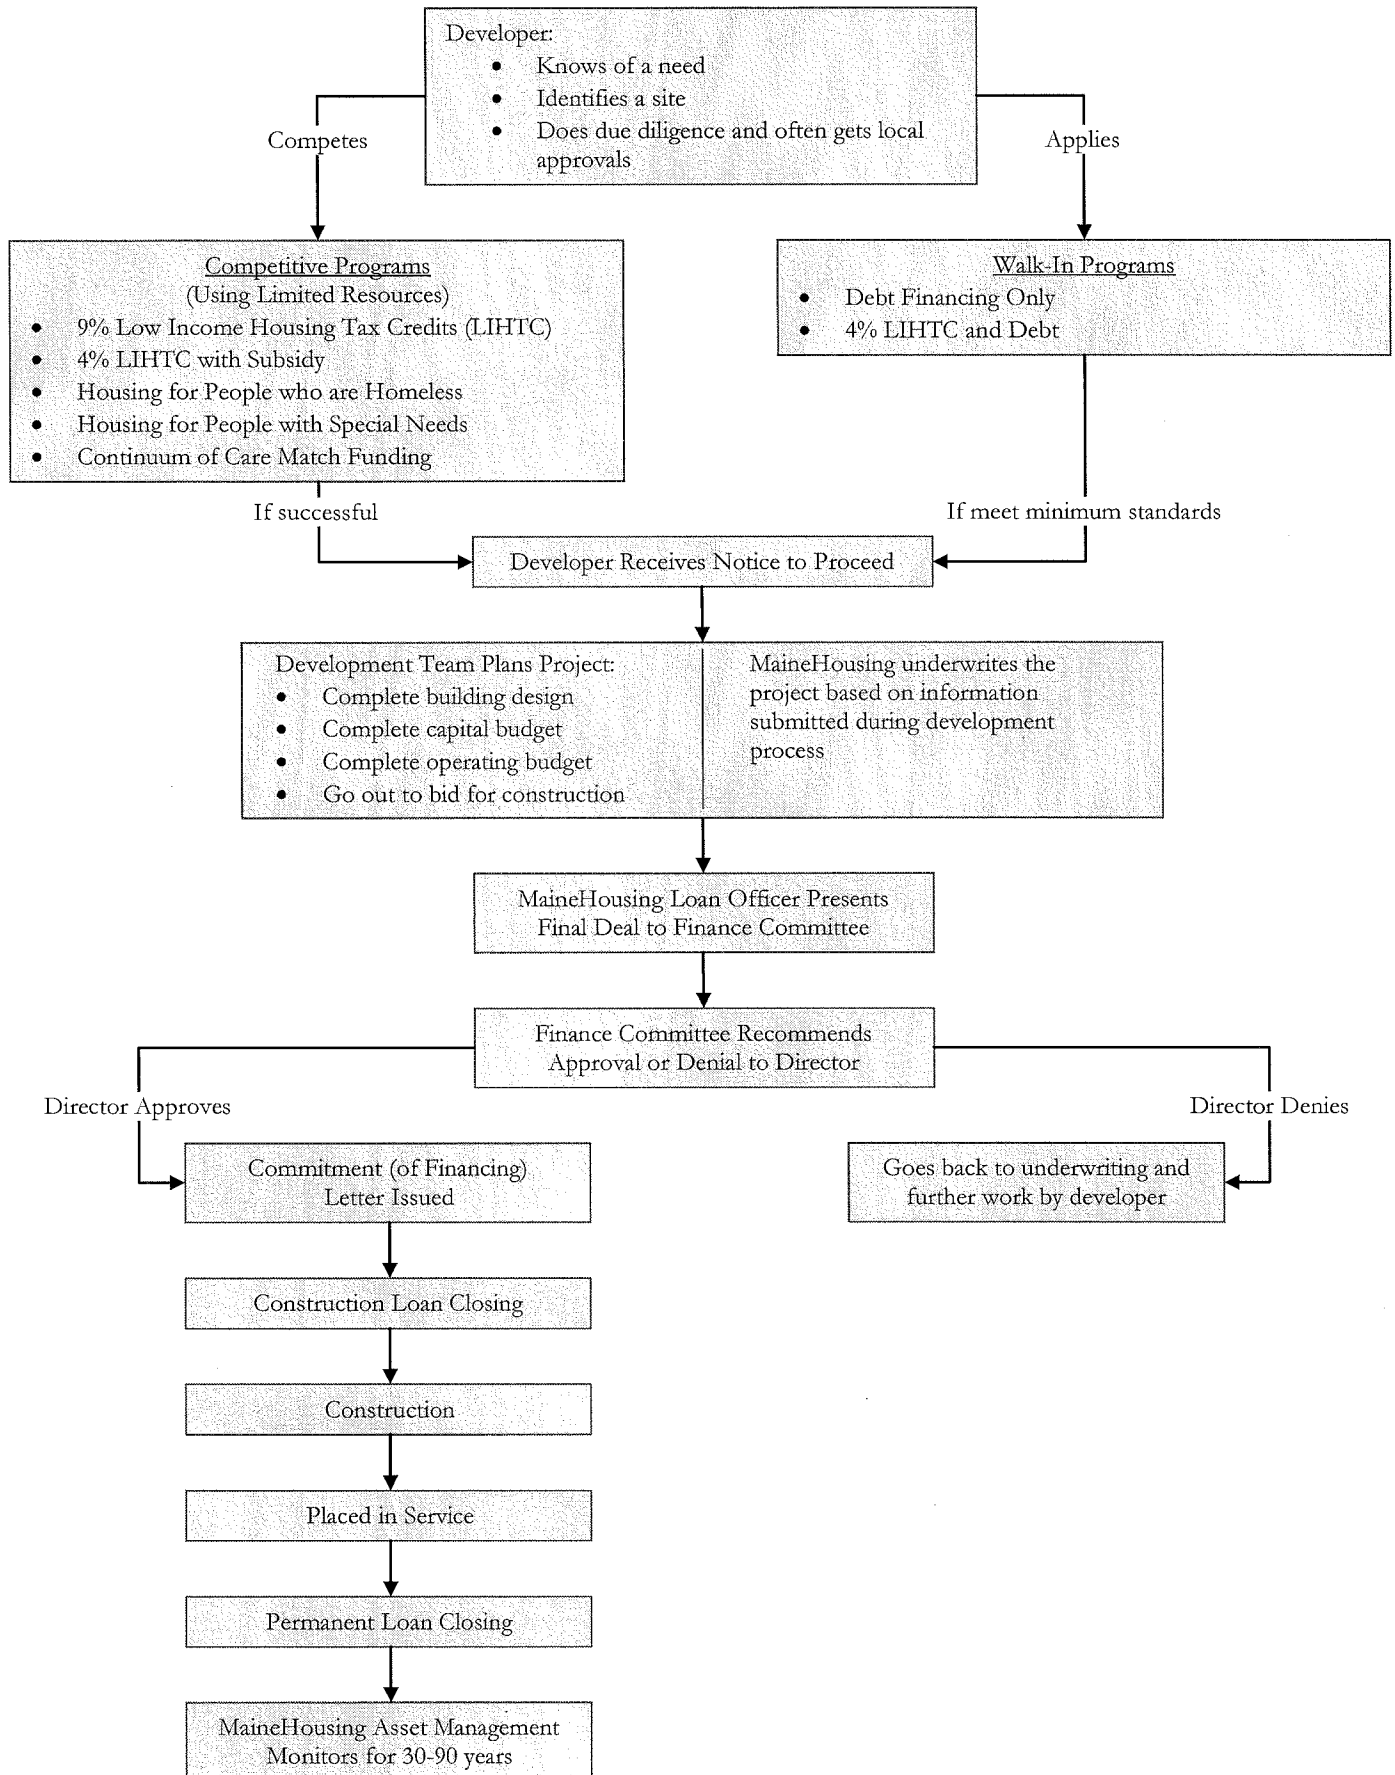 Developer:
• Knows of a need
• Identifies a site
• Does due diligence and often gets local
approvals
Competes
Applies
Competitive Programs
(Using Limited Resources)
• 9% Low Income Housing Tax Credits (LIHTC)
• 4% LIHTC with Subsidy
• Housing for People who are Homeless
• Housing for People with Special Needs
• Continuum of Care Match Funding
Walk-In Programs
• Debt Financing Only
• 4% LIHTC and Debt
If successful
If meet minimum standards
Developer Receives Notice to Proceed
Development Team Plans Project:
• Complete building design
• Complete capital budget
• Complete operating budget
• Go out to bid for construction
MaineHousing underwrites the
project based on information
submitted during development
process
MaineHousing Loan Officer Presents
Final Deal to Finance Committee
Finance Committee Recommends
Approval or Denial to Director
Director Approves
Director Denies
Commitment (of Financing)
Letter Issued
Goes back to underwriting and
further work by developer
Construction Loan Closing
Construction
Placed in Service
Permanent Loan Closing
MaineHousing Asset Management
Monitors for 30-90 years